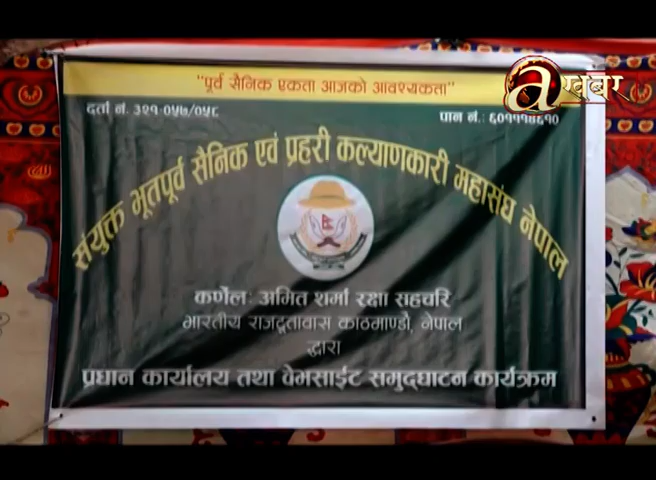 "पूर्व सैनिक एकता आजको आवश्यकता"
दर्ता नं. ३२१-०५७/०५८
पान नं.: ६०१११४६१०
संयुक्त भूतपूर्व सैनिक एवं प्रहरी कल्याणकारी महासंघ नेपाल
कर्णेल: अमित शर्मा रक्षा सहचरि
भारतीय राजदूतावास काठमाण्डौ, नेपाल
द्धारा
प्रधान कार्यालय तथा वेभसाईट समुद्घाटन कार्यक्रम
a खबर